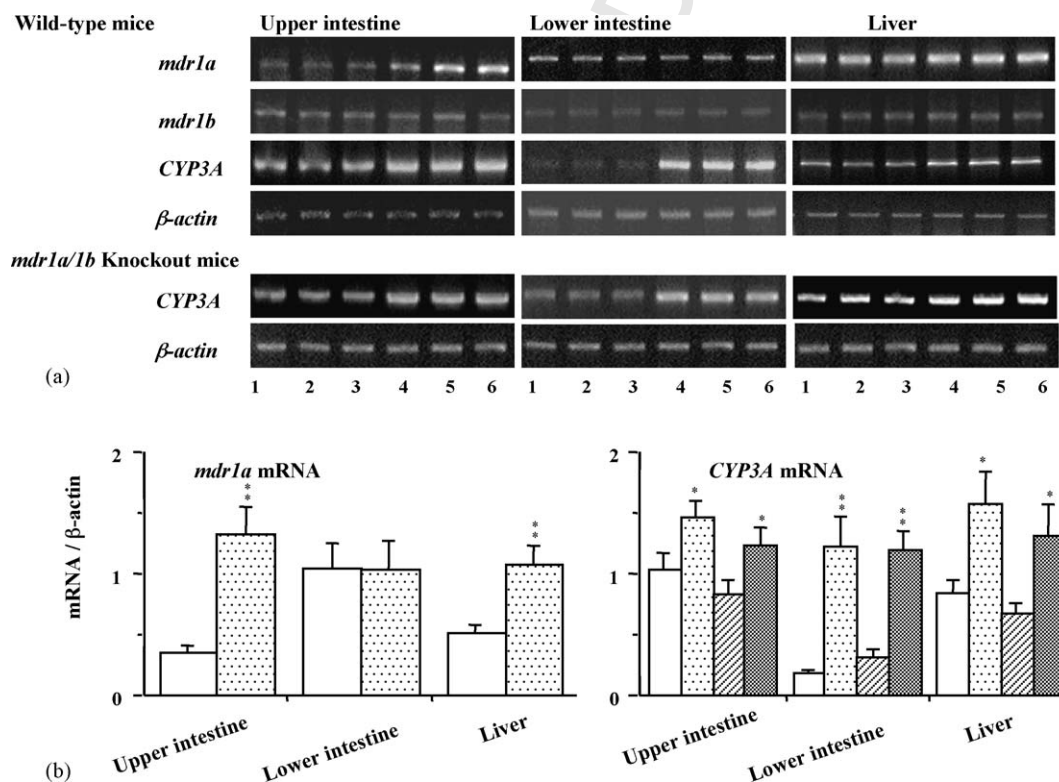 Wild-type mice Upper intestine Lower intestine Liver
mdr1a
mdr1b
CYP3A
β-actin
mdr1a/1b Knockout mice
CYP3A
β-actin
(a)
1 2 3 4 5 6 1 2 3 4 5 6 1 2 3 4 5 6
2 mdr1a mRNA ** ** 2 CYP3A mRNA * * ** ** * *
mRNA / β-actin
1 1
0 0
Upper intestine Lower intestine Liver Upper intestine Lower intestine Liver
(b)